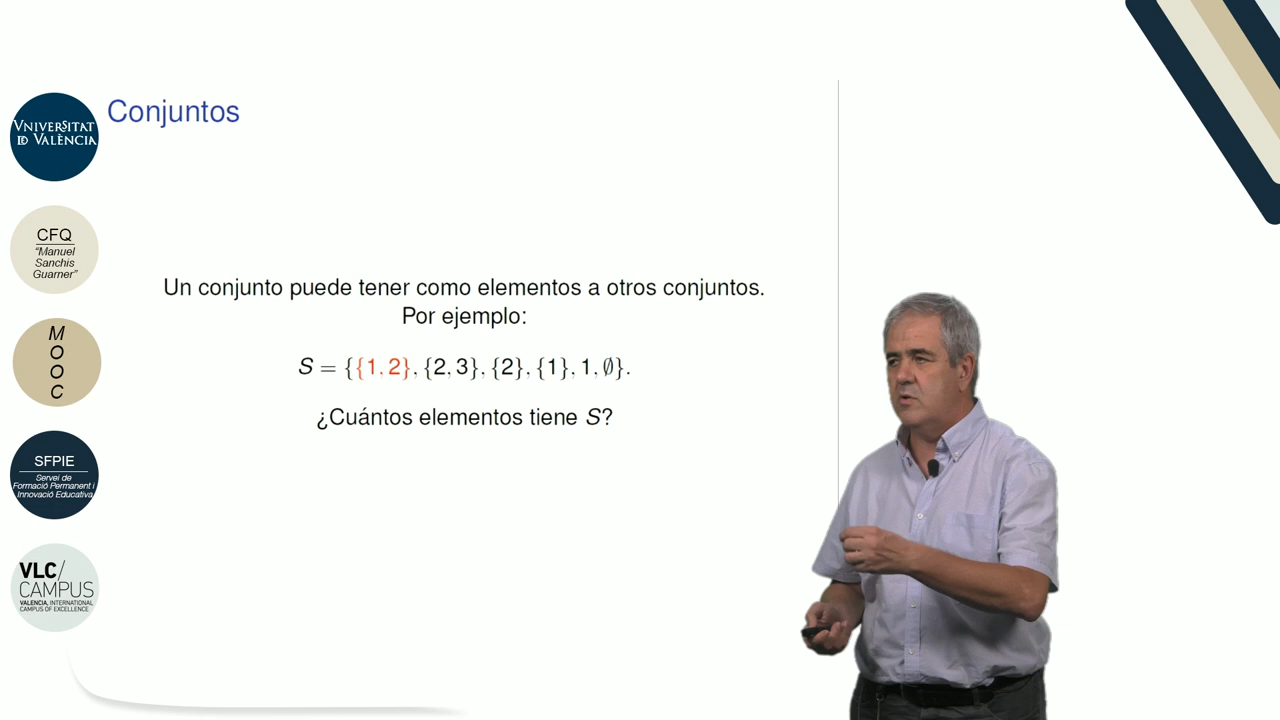 Conjuntos
VNIVERSITAT
ID VALÈNCIA
CFQ
"Manuel
Sanchis
Guarner"
M
O
O
C
SFPIE
Servei de
Formació Permanent i
Innovació Educativa
VLC/
CAMPUS
VALENCIA, INTERNATIONAL
CAMPUS OF EXCELLENCE
Un conjunto puede tener como elementos a otros conjuntos.
Por ejemplo:
S = {{1, 2}, {2, 3}, {2}, {1}, 1, ∅}.
¿Cuántos elementos tiene S?